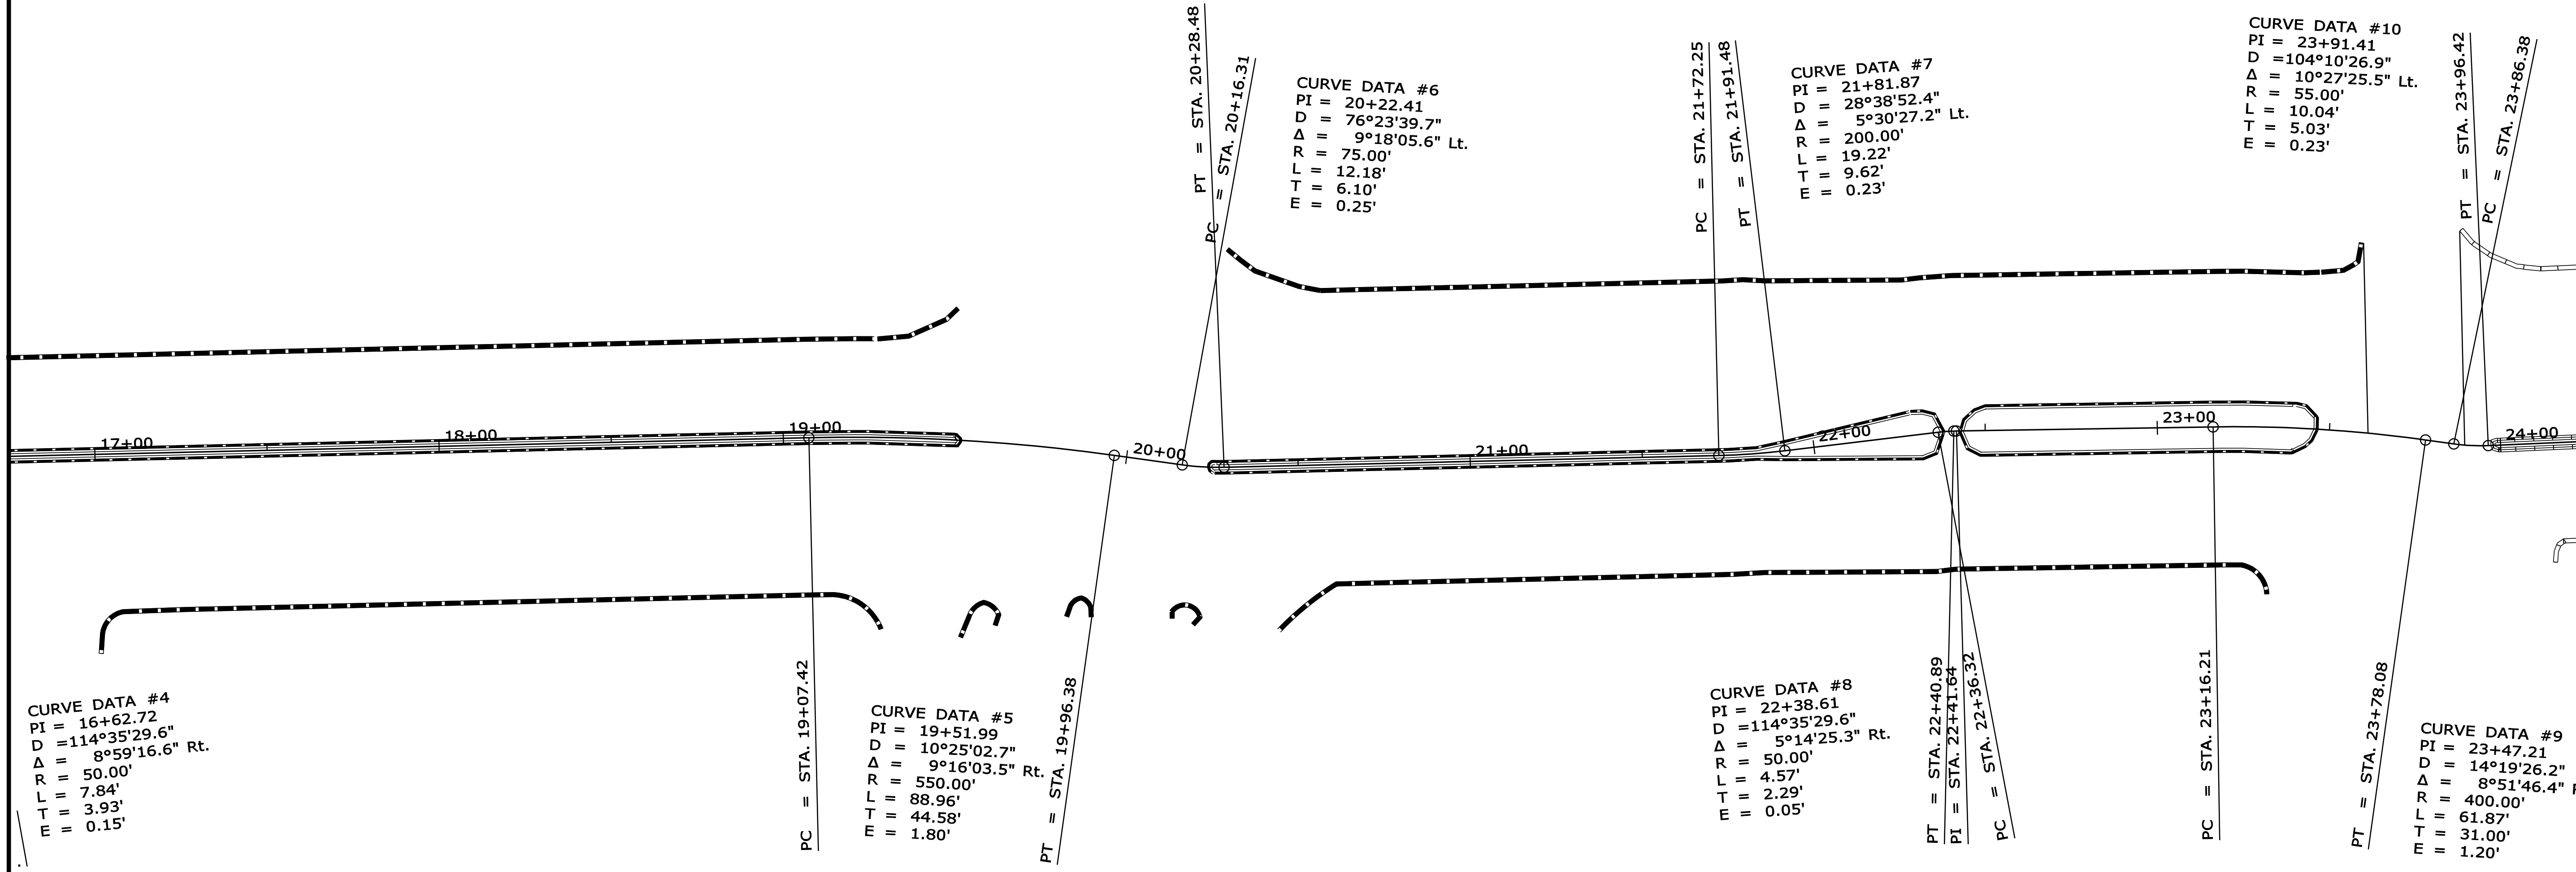 PT = STA. 20+28.48
PC = STA. 20+16.31
CURVE DATA #6
PI = 20+22.41
D = 76°23'39.7"
Δ = 9°18'05.6" Lt.
R = 75.00'
L = 12.18'
T = 6.10'
E = 0.25'
PC = STA. 21+72.25
PT = STA. 21+91.48
CURVE DATA #7
PI = 21+81.87
D = 28°38'52.4"
Δ = 5°30'27.2" Lt.
R = 200.00'
L = 19.22'
T = 9.62'
E = 0.23'
CURVE DATA #10
PI = 23+91.41
D =104°10'26.9"
Δ = 10°27'25.5" Lt.
R = 55.00'
L = 10.04'
T = 5.03'
E = 0.23'
PT = STA. 23+96.42
PC = STA. 23+86.38
17+00
18+00
19+00
20+00
21+00
22+00
23+00
24+00
CURVE DATA #4
PI = 16+62.72
D =114°35'29.6"
Δ = 8°59'16.6" Rt.
R = 50.00'
L = 7.84'
T = 3.93'
E = 0.15'
PC = STA. 19+07.42
CURVE DATA #5
PI = 19+51.99
D = 10°25'02.7"
Δ = 9°16'03.5" Rt.
R = 550.00'
L = 88.96'
T = 44.58'
E = 1.80'
PT = STA. 19+96.38
CURVE DATA #8
PI = 22+38.61
D =114°35'29.6"
Δ = 5°14'25.3" Rt.
R = 50.00'
L = 4.57'
T = 2.29'
E = 0.05'
PT = STA. 22+40.89
PI = STA. 22+41.64
PC = STA. 22+36.32
PC = STA. 23+16.21
PT = STA. 23+78.08
CURVE DATA #9
PI = 23+47.21
D = 14°19'26.2"
Δ = 8°51'46.4"
R = 400.00'
L = 61.87'
T = 31.00'
E = 1.20'